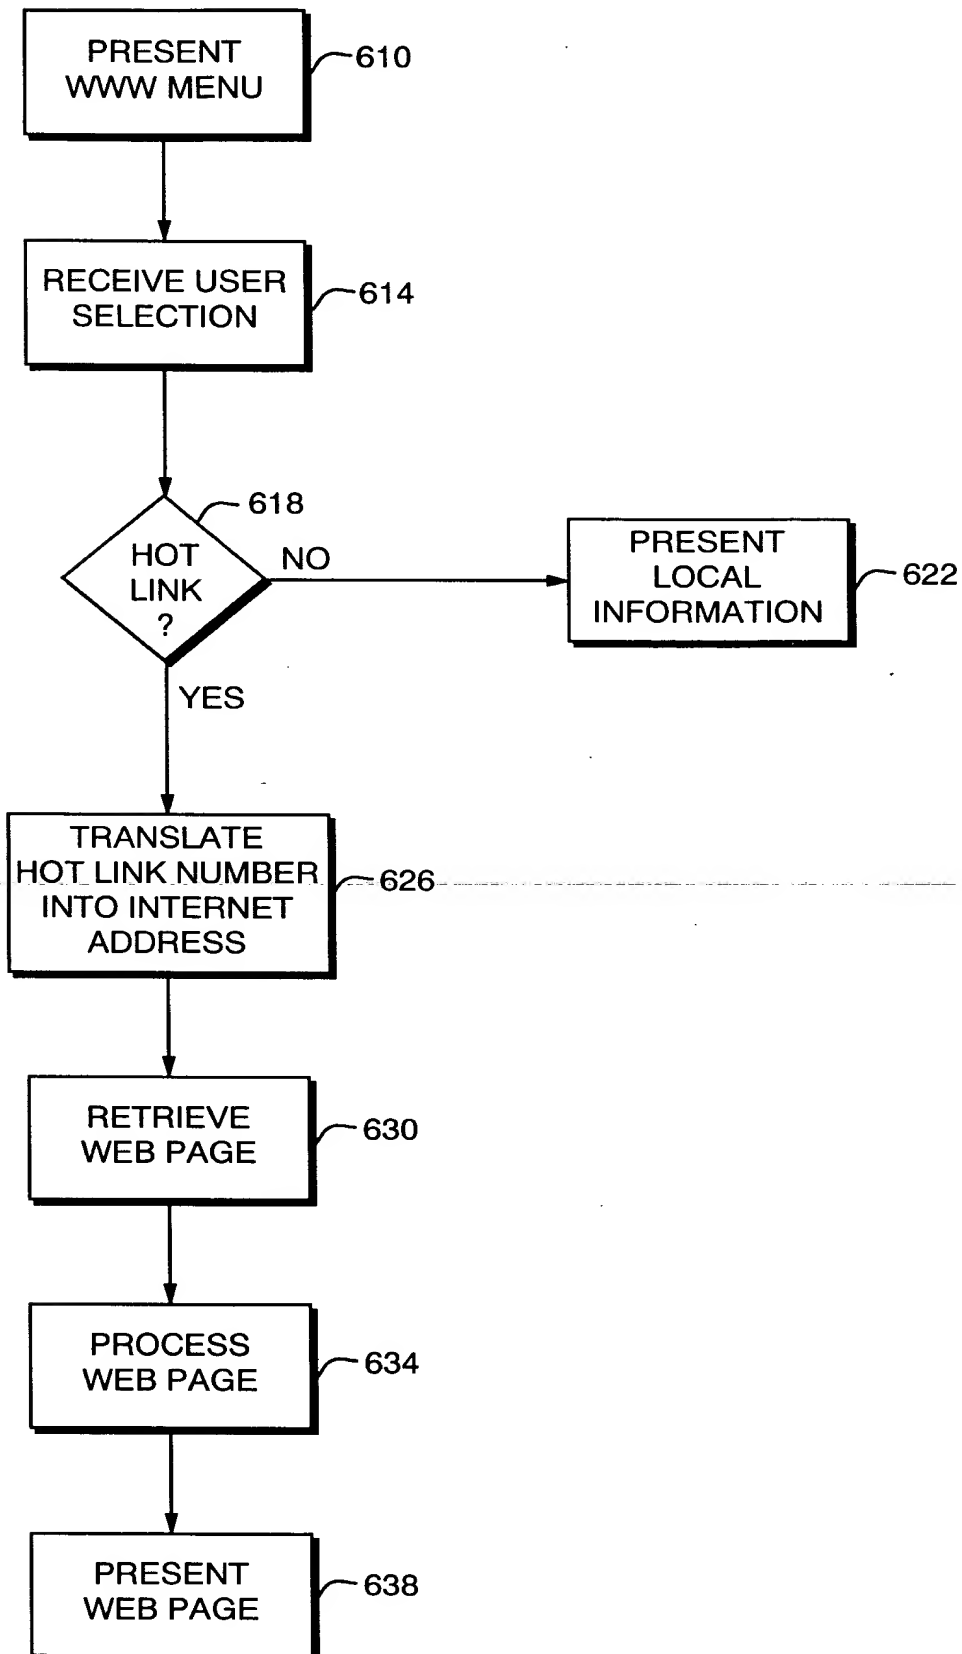 PRESENT
WWW MENU
610
RECEIVE USER
SELECTION
614
618
HOT
LINK
?
NO
PRESENT
LOCAL
INFORMATION
622
YES
TRANSLATE
HOT LINK NUMBER
INTO INTERNET
ADDRESS
626
RETRIEVE
WEB PAGE
630
PROCESS
WEB PAGE
634
PRESENT
WEB PAGE
638